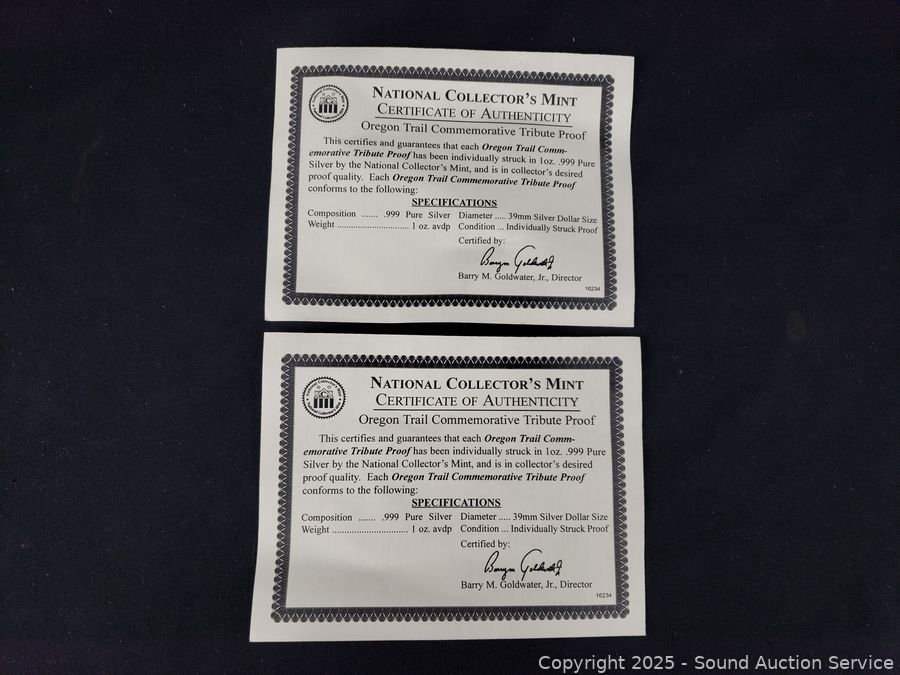 National Collector's Mint
Certificate of Authenticity
Oregon Trail Commemorative Tribute Proof
This certifies and guarantees that each Oregon Trail Comm-
emorative Tribute Proof has been individually struck in 1oz. .999 Pure
Silver by the National Collector's Mint, and is in collector's desired
proof quality. Each Oregon Trail Commemorative Tribute Proof
conforms to the following:
SPECIFICATIONS
Composition ....... .999 Pure Silver Diameter ..... 39mm Silver Dollar Size
Weight ............................... 1 oz. avdp Condition ... Individually Struck Proof
Certified by:
Barry M. Goldwater, Jr., Director
16234
National Collector's Mint
Certificate of Authenticity
Oregon Trail Commemorative Tribute Proof
This certifies and guarantees that each Oregon Trail Comm-
emorative Tribute Proof has been individually struck in 1oz. .999 Pure
Silver by the National Collector's Mint, and is in collector's desired
proof quality. Each Oregon Trail Commemorative Tribute Proof
conforms to the following:
SPECIFICATIONS
Composition ....... .999 Pure Silver Diameter ..... 39mm Silver Dollar Size
Weight ............................... 1 oz. avdp Condition ... Individually Struck Proof
Certified by:
Barry M. Goldwater, Jr., Director
16234
Copyright 2025 - Sound Auction Service